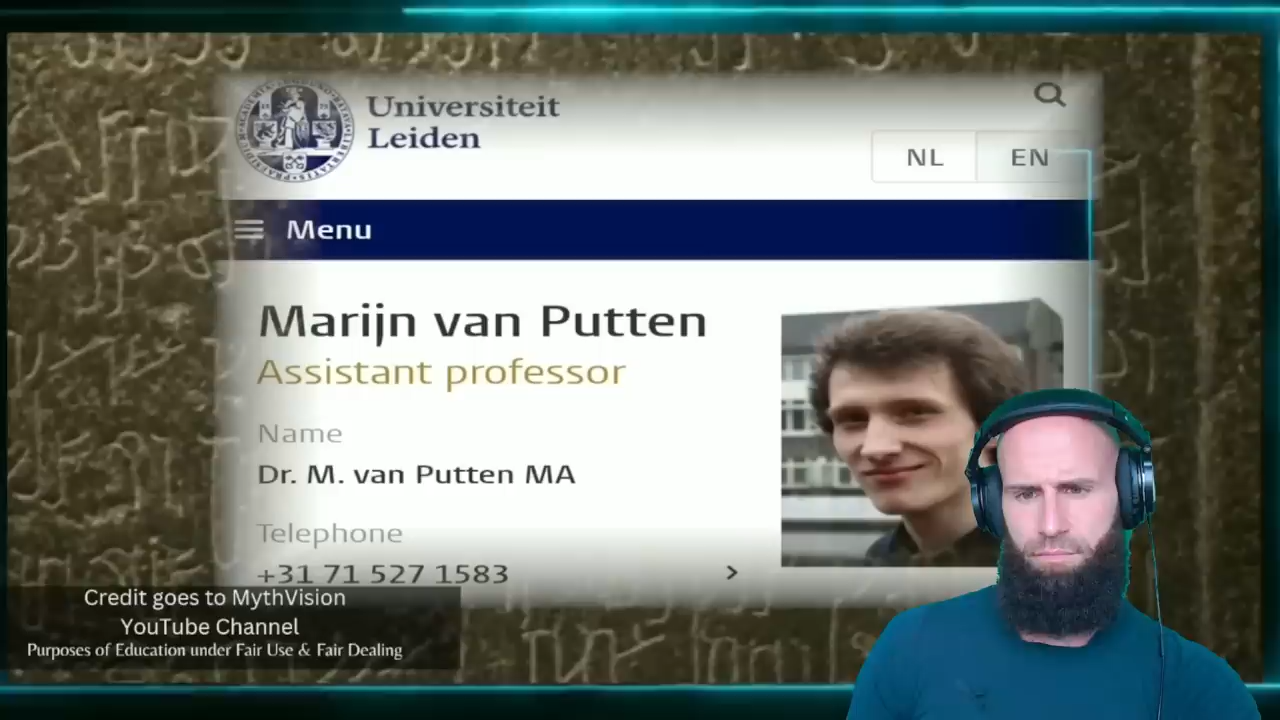 Universiteit
Leiden
NL
EN
Menu
Marijn van Putten
Assistant professor
Name
Dr. M. van Putten MA
Telephone
+31 71 527 1583
Credit goes to MythVision
YouTube Channel
Purposes of Education under Fair Use & Fair Dealing